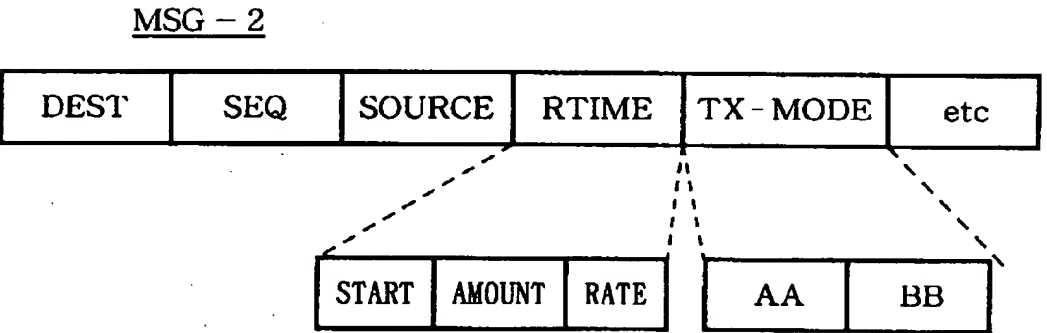 MSG - 2
DEST SEQ SOURCE RTIME TX-MODE etc
START AMOUNT RATE AA BB